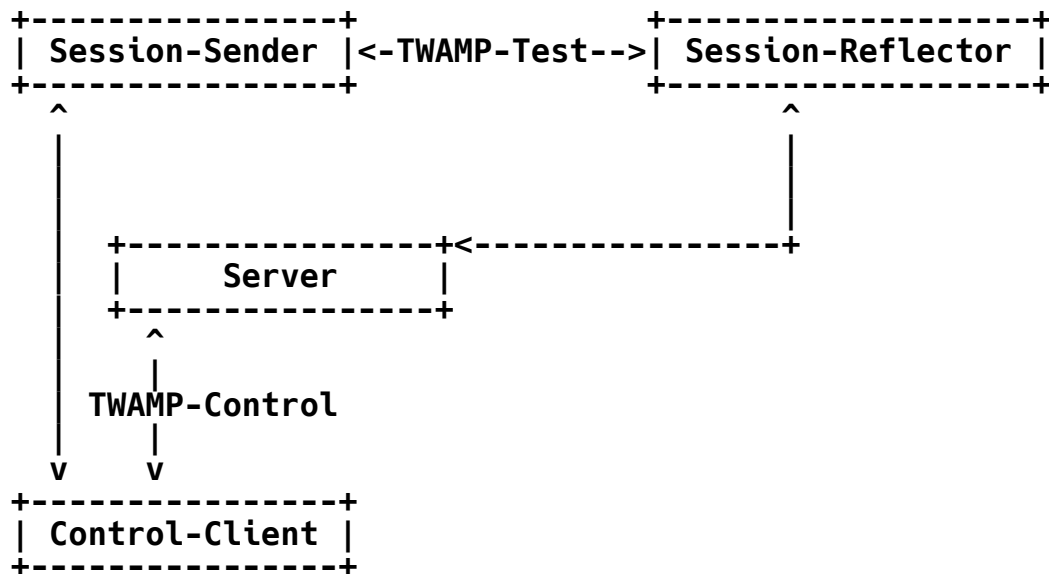 +----------------+                  +-------------------+
| Session-Sender |<-TWAMP-Test-->| Session-Reflector |
+----------------+                  +-------------------+
  ^                                            ^
  |                                            |
  |                                            |
  |                                            |
  |  +----------------+<----------------+
  |  |     Server     |
  |  +----------------+
  |    ^
  |    |
  | TWAMP-Control
  |    |
  v    v
+----------------+
| Control-Client |
+----------------+